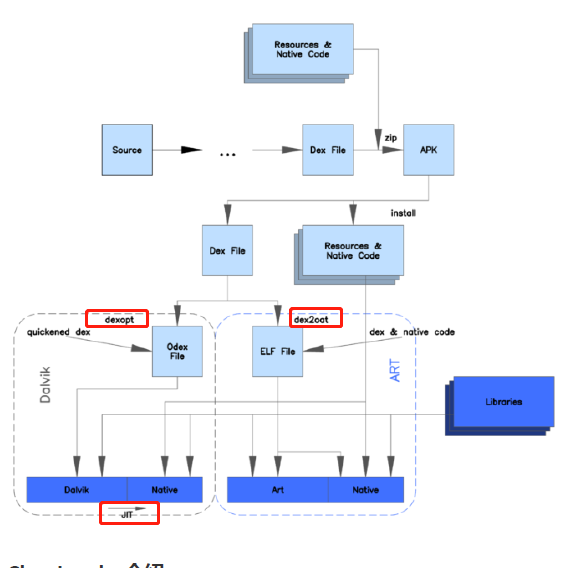 Resources &
Native Code
zip
Source
...
Dex File
APK
install
Dex File
Resources &
Native Code
dexopt
dex2oat
quickened dex
Odex
File
ELF File
dex & native code
Dalvik
ART
Libraries
Dalvik
Native
Art
Native
JIT